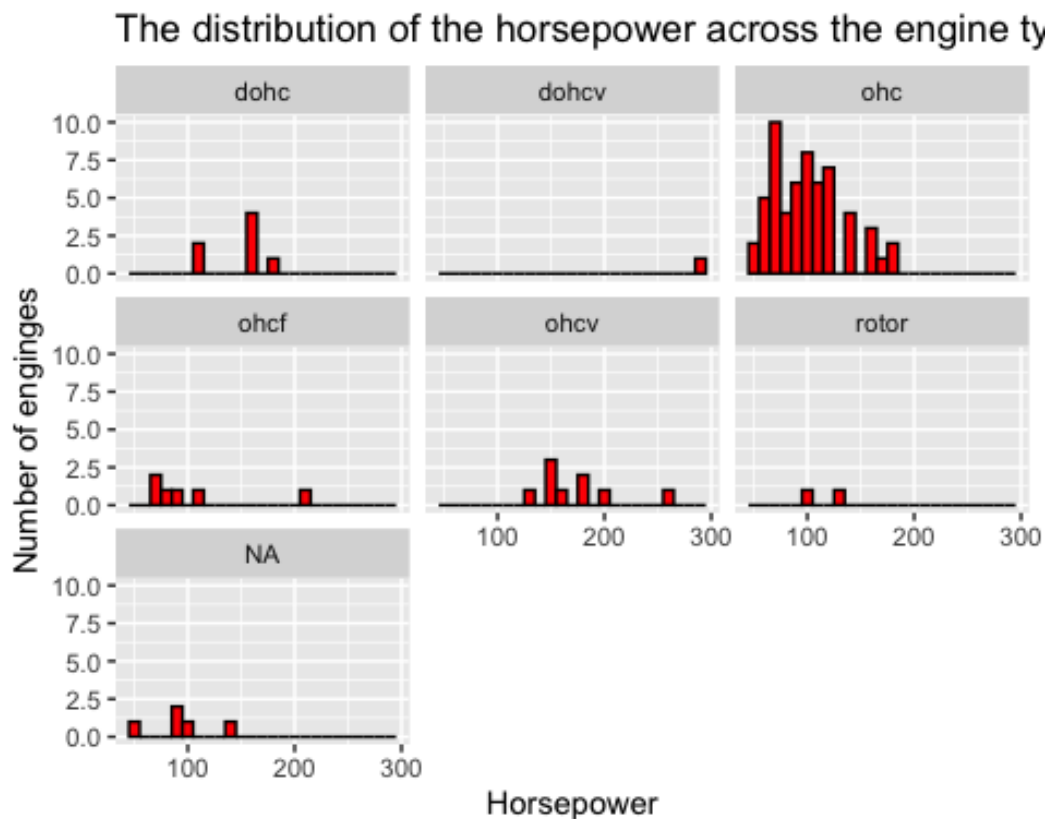 The distribution of the horsepower across the engine ty
dohc dohcv ohc
10.0
7.5
5.0
2.5
0.0
ohcf ohcv rotor
10.0
7.5
5.0
2.5
0.0
100 200 300 100 200 300
NA
10.0
7.5
5.0
2.5
0.0
100 200 300
Number of enginges
Horsepower